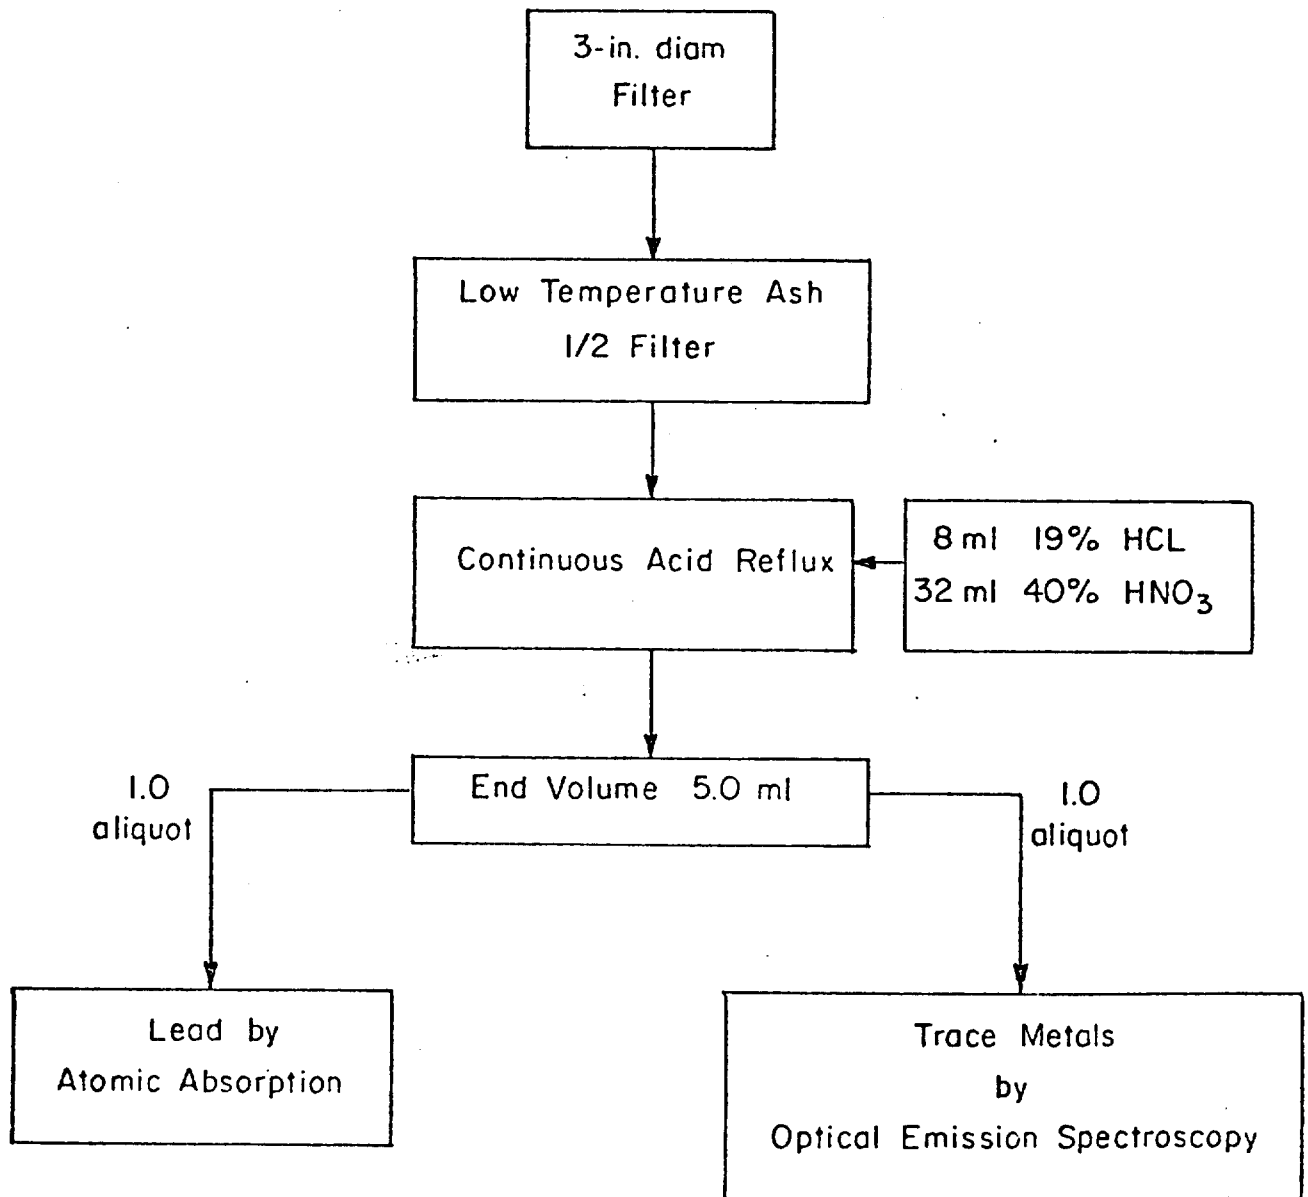 3-in. diam
Filter
Low Temperature Ash
1/2 Filter
Continuous Acid Reflux
8 ml 19% HCL
32 ml 40% HNO₃
End Volume 5.0 ml
1.0
aliquot
1.0
aliquot
Lead by
Atomic Absorption
Trace Metals
by
Optical Emission Spectroscopy